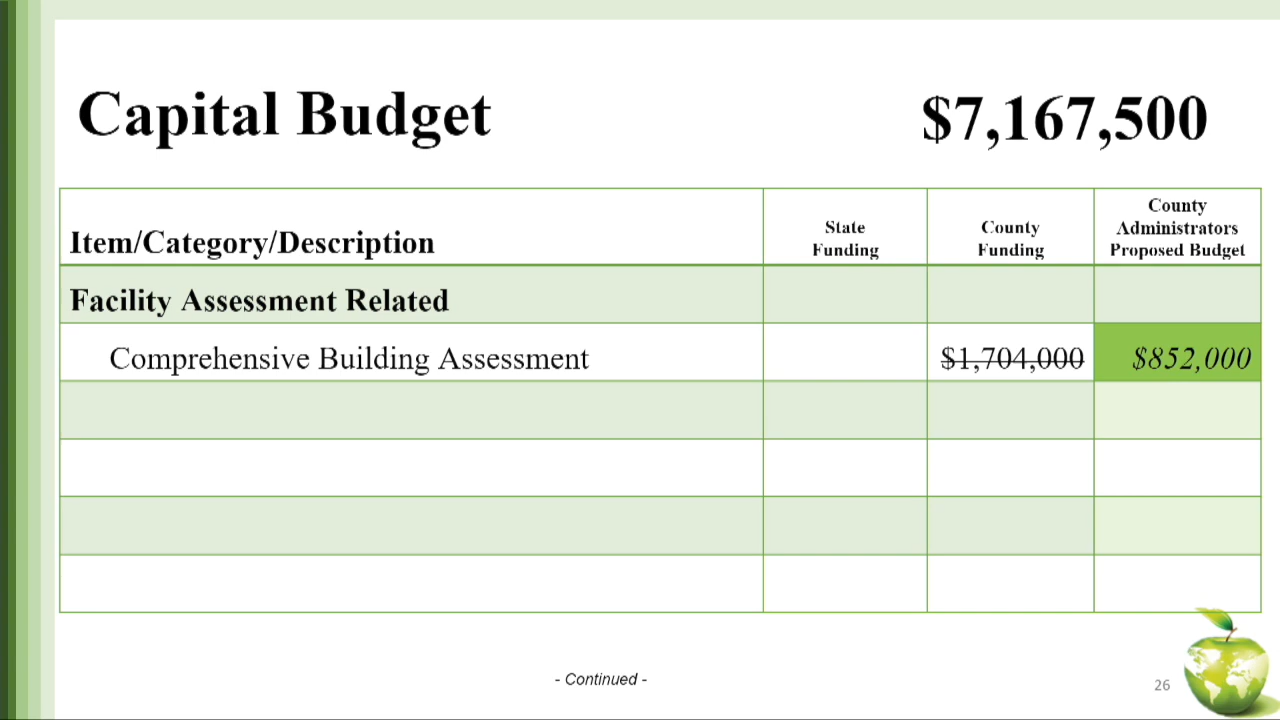 Capital Budget $7,167,500
Item/Category/Description
State
Funding
County
Funding
County
Administrators
Proposed Budget
Facility Assessment Related
Comprehensive Building Assessment $1,704,000 $852,000
- Continued -
26